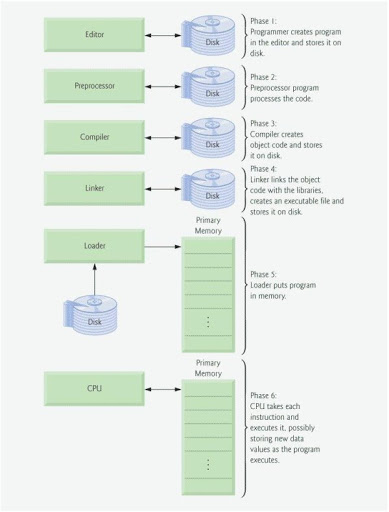 Editor
Disk
Phase 1:
Programmer creates program
in the editor and stores it on
disk.
Preprocessor
Disk
Phase 2:
Preprocessor program
processes the code.
Compiler
Disk
Phase 3:
Compiler creates
object code and stores
it on disk.
Linker
Disk
Phase 4:
Linker links the object
code with the libraries,
creates an executable file and
stores it on disk.
Primary
Memory
Loader
Disk
Phase 5:
Loader puts program
in memory.
Primary
Memory
CPU
Phase 6:
CPU takes each
instruction and
executes it, possibly
storing new data
values as the program
executes.